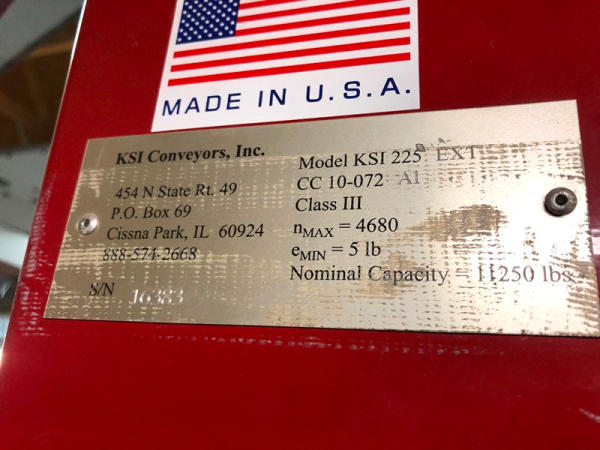 MADE IN U.S.A.
KSI Conveyors, Inc.
454 N State Rt. 49
P.O. Box 69
Cissna Park, IL 60924
888-574-2668
S/N 16383
Model KSI 225 EXT
CC 10-072 A1
Class III
nMAX = 4680
eMIN = 5 lb
Nominal Capacity = 11250 lbs